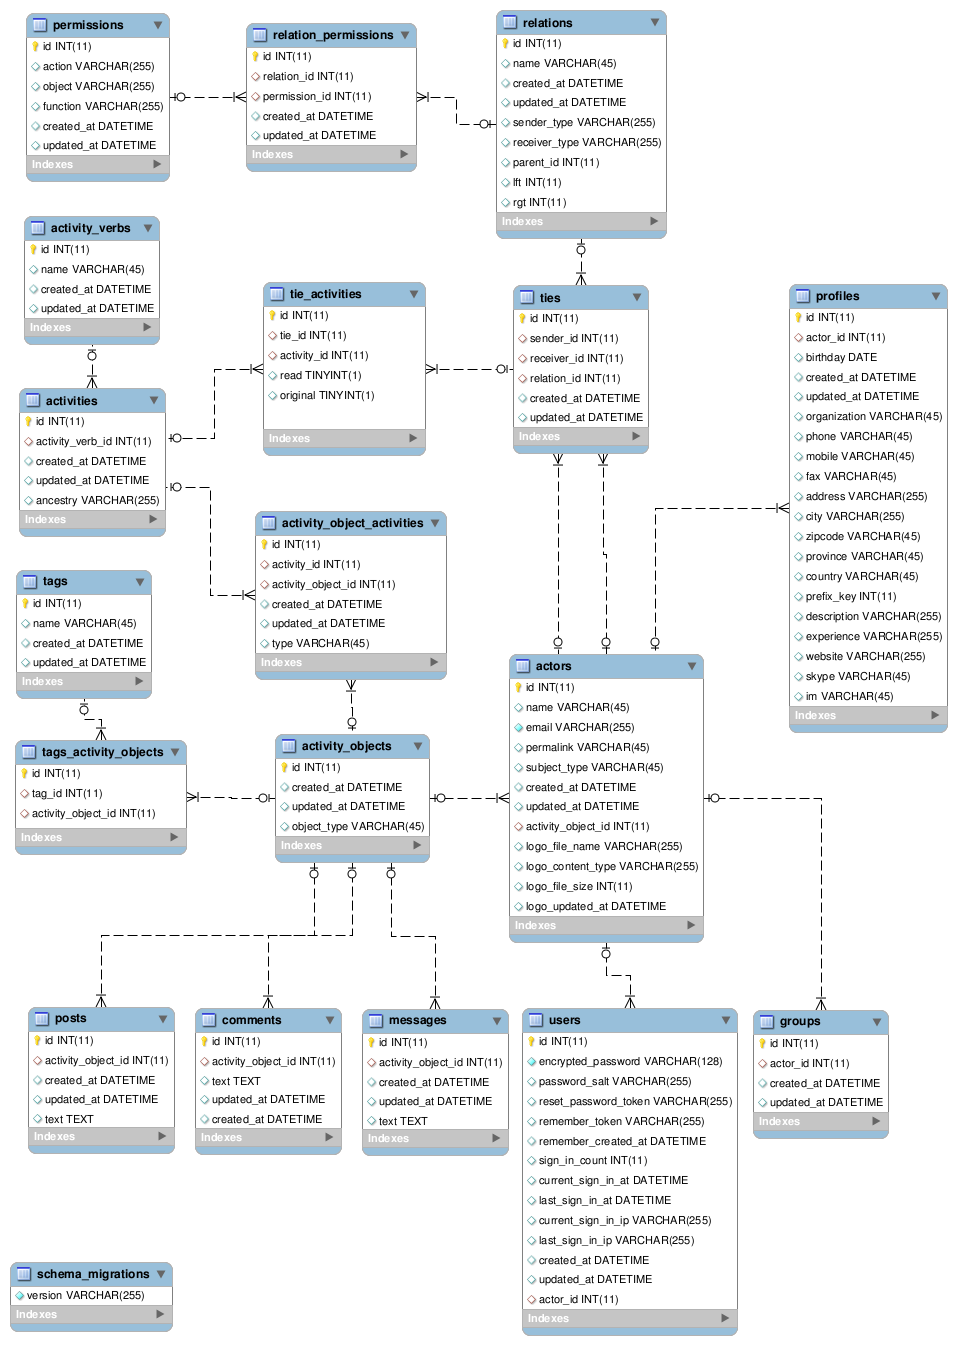 permissions
id INT(11)
action VARCHAR(255)
object VARCHAR(255)
function VARCHAR(255)
created_at DATETIME
updated_at DATETIME
Indexes
relation_permissions
id INT(11)
relation_id INT(11)
permission_id INT(11)
created_at DATETIME
updated_at DATETIME
Indexes
relations
id INT(11)
name VARCHAR(45)
created_at DATETIME
updated_at DATETIME
sender_type VARCHAR(255)
receiver_type VARCHAR(255)
parent_id INT(11)
lft INT(11)
rgt INT(11)
Indexes
activity_verbs
id INT(11)
name VARCHAR(45)
created_at DATETIME
updated_at DATETIME
Indexes
tie_activities
id INT(11)
tie_id INT(11)
activity_id INT(11)
read TINYINT(1)
original TINYINT(1)
Indexes
ties
id INT(11)
sender_id INT(11)
receiver_id INT(11)
relation_id INT(11)
created_at DATETIME
updated_at DATETIME
Indexes
profiles
id INT(11)
actor_id INT(11)
birthday DATE
created_at DATETIME
updated_at DATETIME
organization VARCHAR(45)
phone VARCHAR(45)
mobile VARCHAR(45)
fax VARCHAR(45)
address VARCHAR(255)
city VARCHAR(255)
zipcode VARCHAR(45)
province VARCHAR(45)
country VARCHAR(45)
prefix_key INT(11)
description VARCHAR(255)
experience VARCHAR(255)
website VARCHAR(255)
skype VARCHAR(45)
im VARCHAR(45)
Indexes
activities
id INT(11)
activity_verb_id INT(11)
created_at DATETIME
updated_at DATETIME
ancestry VARCHAR(255)
Indexes
activity_object_activities
id INT(11)
activity_id INT(11)
activity_object_id INT(11)
created_at DATETIME
updated_at DATETIME
type VARCHAR(45)
Indexes
tags
id INT(11)
name VARCHAR(45)
created_at DATETIME
updated_at DATETIME
Indexes
tags_activity_objects
id INT(11)
tag_id INT(11)
activity_object_id INT(11)
Indexes
activity_objects
id INT(11)
created_at DATETIME
updated_at DATETIME
object_type VARCHAR(45)
Indexes
actors
id INT(11)
name VARCHAR(45)
email VARCHAR(255)
permalink VARCHAR(45)
subject_type VARCHAR(45)
created_at DATETIME
updated_at DATETIME
activity_object_id INT(11)
logo_file_name VARCHAR(255)
logo_content_type VARCHAR(255)
logo_file_size INT(11)
logo_updated_at DATETIME
Indexes
posts
id INT(11)
activity_object_id INT(11)
created_at DATETIME
updated_at DATETIME
text TEXT
Indexes
comments
id INT(11)
activity_object_id INT(11)
text TEXT
updated_at DATETIME
created_at DATETIME
Indexes
messages
id INT(11)
activity_object_id INT(11)
created_at DATETIME
updated_at DATETIME
text TEXT
Indexes
users
id INT(11)
encrypted_password VARCHAR(128)
password_salt VARCHAR(255)
reset_password_token VARCHAR(255)
remember_token VARCHAR(255)
remember_created_at DATETIME
sign_in_count INT(11)
current_sign_in_at DATETIME
last_sign_in_at DATETIME
current_sign_in_ip VARCHAR(255)
last_sign_in_ip VARCHAR(255)
created_at DATETIME
updated_at DATETIME
actor_id INT(11)
Indexes
groups
id INT(11)
actor_id INT(11)
created_at DATETIME
updated_at DATETIME
Indexes
schema_migrations
version VARCHAR(255)
Indexes